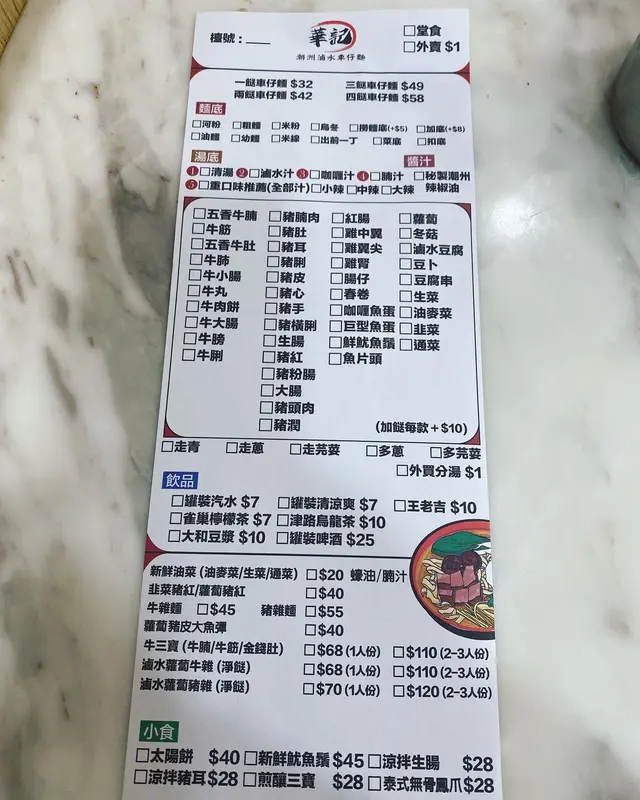 檯號：___ 華記 □堂食
潮州滷水車仔麵 □外賣 $1
一餸車仔麵 $32 三餸車仔麵 $49
兩餸車仔麵 $42 四餸車仔麵 $58
麵底
□河粉 □粗麵 □米粉 □烏冬 □撈麵底(+$5) □加底(+$8)
□油麵 □幼麵 □米線 □出前一丁 □菜底 □扣底
湯底 醬汁
1 □清湯 2 □滷水汁 3 □咖喱汁 4 □腩汁 □秘製潮州
5 □重口味推薦(全部汁) □小辣 □中辣 □大辣 辣椒油
□五香牛腩 □豬腩肉 □紅腸 □蘿蔔
□牛筋 □豬肚 □雞中翼 □冬菇
□五香牛肚 □豬耳 □雞翼尖 □滷水豆腐
□牛肺 □豬脷 □雞腎 □豆卜
□牛小腸 □豬皮 □腸仔 □豆腐串
□牛丸 □豬心 □春卷 □生菜
□牛肉餅 □豬手 □咖喱魚蛋 □油麥菜
□牛大腸 □豬橫脷 □巨型魚蛋 □韭菜
□牛膀 □生腸 □鮮魷魚鬚 □通菜
□牛脷 □豬紅 □魚片頭
□豬粉腸
□大腸
□豬頭肉
□豬潤 (加餸每款＋$10)
□走青 □走蔥 □走芫荽 □多蔥 □多芫荽
□外買分湯 $1
飲品
□罐裝汽水 $7 □罐裝清涼爽 $7 □王老吉 $10
□雀巢檸檬茶 $7 □津路烏龍茶 $10
□大和豆漿 $10 □罐裝啤酒 $25
新鮮油菜 (油麥菜/生菜/通菜) □$20 蠔油/腩汁
韭菜豬紅/蘿蔔豬紅 □$40
牛雜麵 □$45 豬雜麵 □$55
蘿蔔豬皮大魚彈 □$40
牛三寶 (牛腩/牛筋/金錢肚) □$68 (1人份) □$110 (2-3人份)
滷水蘿蔔牛雜 (淨餸) □$68 (1人份) □$110 (2-3人份)
滷水蘿蔔豬雜 (淨餸) □$70 (1人份) □$120 (2-3人份)
小食
□太陽餅 $40 □新鮮魷魚鬚 $45 □涼拌生腸 $28
□涼拌豬耳 $28 □煎釀三寶 $28 □泰式無骨鳳爪 $28